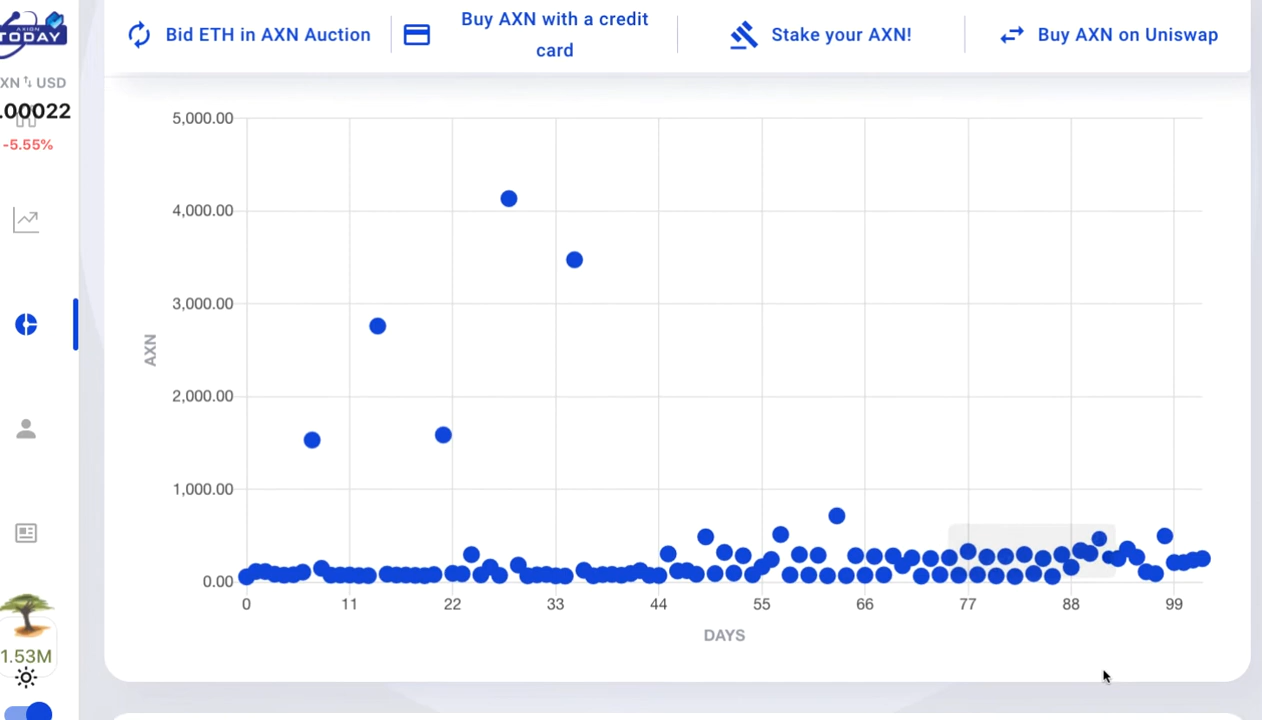 AXION
TODAY
Bid ETH in AXN Auction
Buy AXN with a credit
card
Stake your AXN!
Buy AXN on Uniswap
XN ⇅ USD
.00022
-5.55%
5,000.00
4,000.00
3,000.00
2,000.00
1,000.00
0.00
AXN
0 11 22 33 44 55 66 77 88 99
DAYS
1.53M